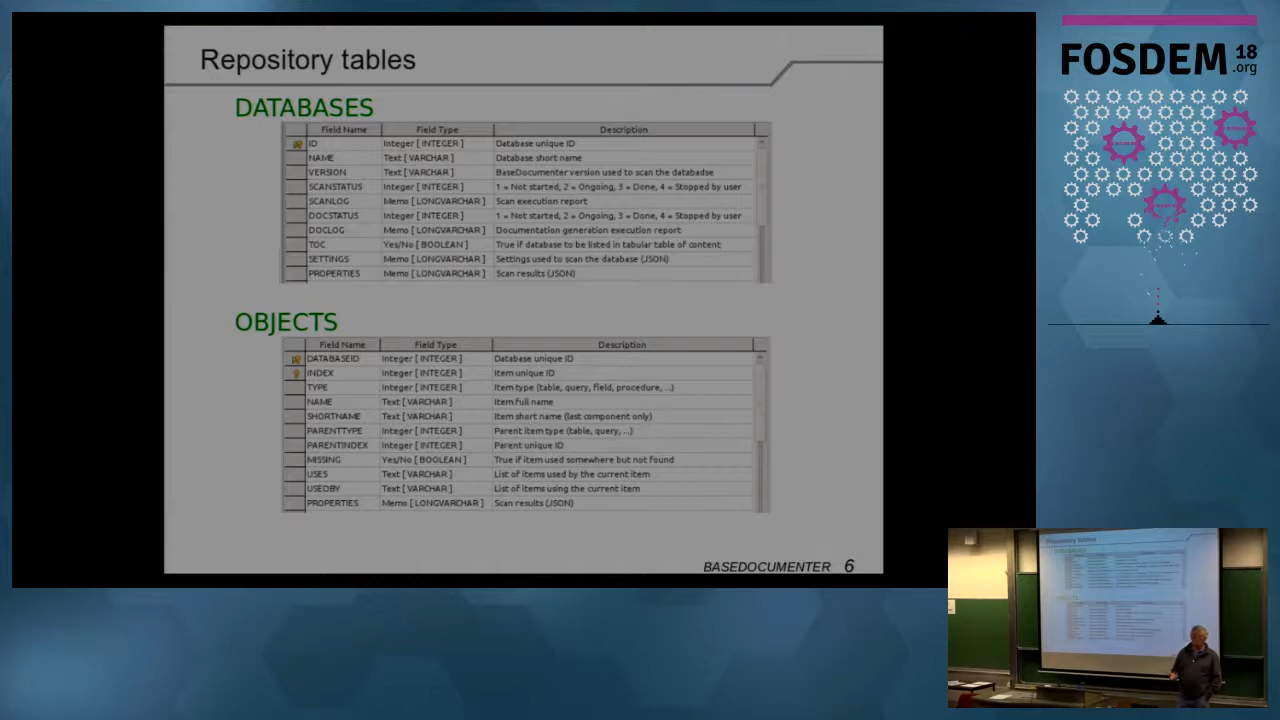 Repository tables
DATABASES
Field Name Field Type Description
ID Integer [ INTEGER ] Database unique ID
NAME Text [ VARCHAR ] Database short name
VERSION Text [ VARCHAR ] BaseDocumenter version used to scan the databadse
SCANSTATUS Integer [ INTEGER ] 1 = Not started, 2 = Ongoing, 3 = Done, 4 = Stopped by user
SCANLOG Memo [ LONGVARCHAR ] Scan execution report
DOCSTATUS Integer [ INTEGER ] 1 = Not started, 2 = Ongoing, 3 = Done, 4 = Stopped by user
DOCLOG Memo [ LONGVARCHAR ] Documentation generation execution report
TOC Yes/No [ BOOLEAN ] True if database to be listed in tabular table of content
SETTINGS Memo [ LONGVARCHAR ] Settings used to scan the database (JSON)
PROPERTIES Memo [ LONGVARCHAR ] Scan results (JSON)
OBJECTS
Field Name Field Type Description
DATABASEID Integer [ INTEGER ] Database unique ID
INDEX Integer [ INTEGER ] Item unique ID
TYPE Integer [ INTEGER ] Item type (table, query, field, procedure, ...)
NAME Text [ VARCHAR ] Item full name
SHORTNAME Text [ VARCHAR ] Item short name (last component only)
PARENTTYPE Integer [ INTEGER ] Parent item type (table, query, ...)
PARENTINDEX Integer [ INTEGER ] Parent unique ID
MISSING Yes/No [ BOOLEAN ] True if item used somewhere but not found
USES Text [ VARCHAR ] List of items used by the current item
USEDBY Text [ VARCHAR ] List of items using the current item
PROPERTIES Memo [ LONGVARCHAR ] Scan results (JSON)
BASEDOCUMENTER 6
FOSDEM 18
.org
Repository tables